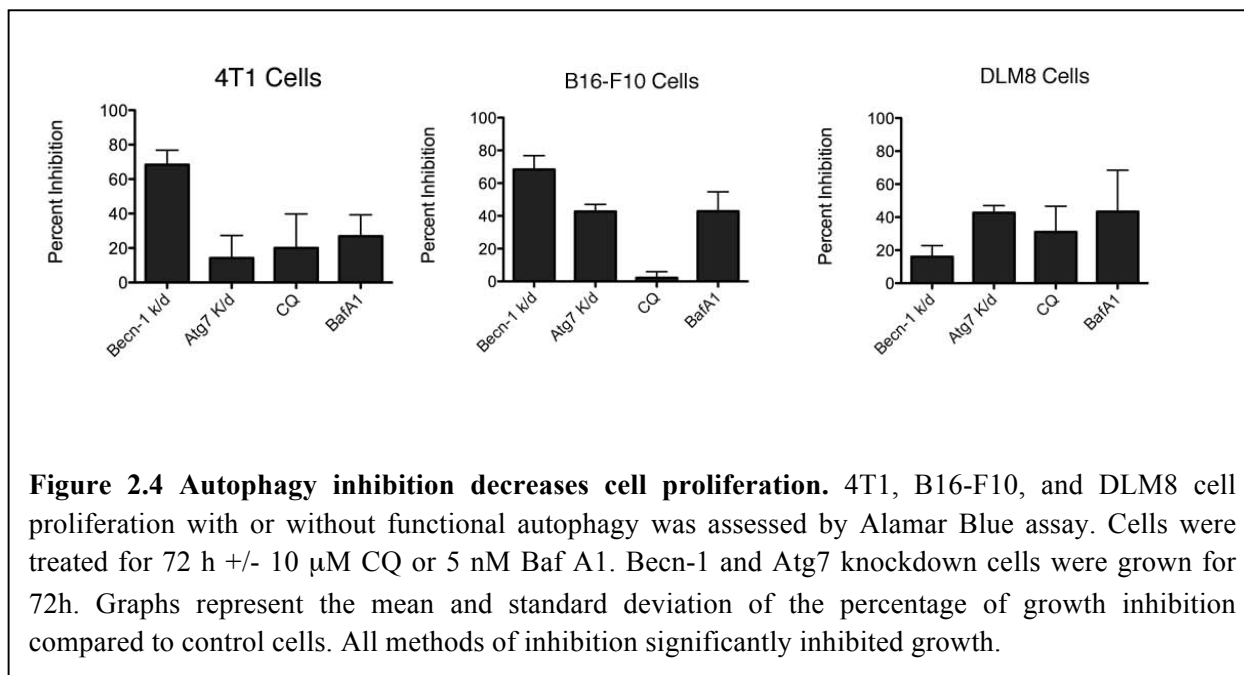 4T1 Cells
B16-F10 Cells
DLM8 Cells
Percent Inhibition
100
80
60
40
20
0
Becn-1 k/d
Atg7 K/d
CQ
BafA1
Percent Inhibition
100
80
60
40
20
0
Becn-1 k/d
Atg7 K/d
CQ
BafA1
Percent Inhibition
100
80
60
40
20
0
Becn-1 k/d
Atg7 K/d
CQ
BafA1
Figure 2.4 Autophagy inhibition decreases cell proliferation. 4T1, B16-F10, and DLM8 cell
proliferation with or without functional autophagy was assessed by Alamar Blue assay. Cells were
treated for 72 h +/- 10 μM CQ or 5 nM Baf A1. Becn-1 and Atg7 knockdown cells were grown for
72h. Graphs represent the mean and standard deviation of the percentage of growth inhibition
compared to control cells. All methods of inhibition significantly inhibited growth.